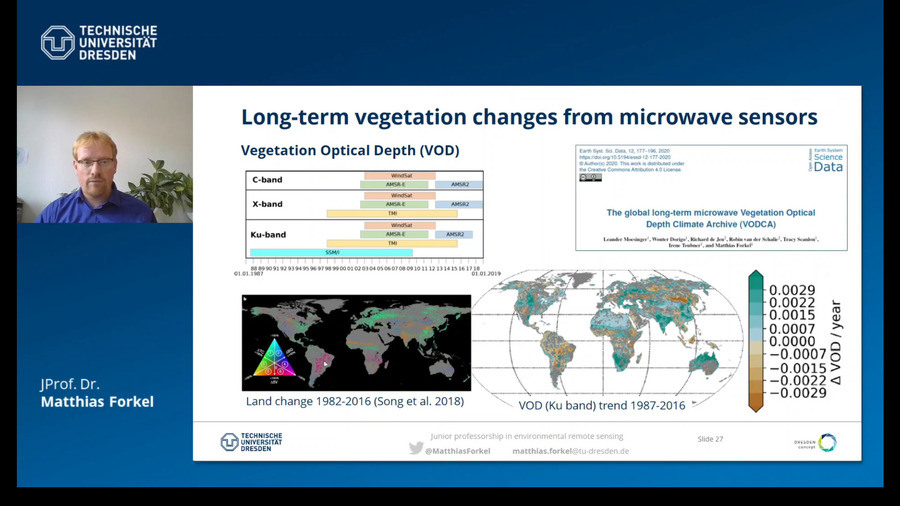 TECHNISCHE
UNIVERSITÄT
DRESDEN
Long-term vegetation changes from microwave sensors
Vegetation Optical Depth (VOD)
C-band
WindSat
AMSR-E
AMSR2
X-band
WindSat
AMSR-E
AMSR2
TMI
Ku-band
WindSat
AMSR-E
AMSR2
TMI
SSM/I
88 89 90 91 92 93 94 95 96 97 98 99 00 01 02 03 04 05 06 07 08 09 10 11 12 13 14 15 16 17 18
01.01.1987
01.01.2019
Earth Syst. Sci. Data, 12, 177–196, 2020
https://doi.org/10.5194/essd-12-177-2020
© Author(s) 2020. This work is distributed under
the Creative Commons Attribution 4.0 License.
Open Access
Earth System
Science
Data
The global long-term microwave Vegetation Optical
Depth Climate Archive (VODCA)
Leander Moesinger1, Wouter Dorigo1, Richard de Jeu2, Robin van der Schalie2, Tracy Scanlon1,
Irene Teubner1, and Matthias Forkel1
Land change 1982-2016 (Song et al. 2018)
VOD (Ku band) trend 1987-2016
0.0029
0.0022
0.0015
0.0007
0.0000
−0.0007
−0.0015
−0.0022
−0.0029
Δ VOD / year
JProf. Dr.
Matthias Forkel
TECHNISCHE
UNIVERSITÄT
DRESDEN
Junior professorship in environmental remote sensing
@MatthiasForkel matthias.forkel@tu-dresden.de
Slide 27
DRESDEN
concept